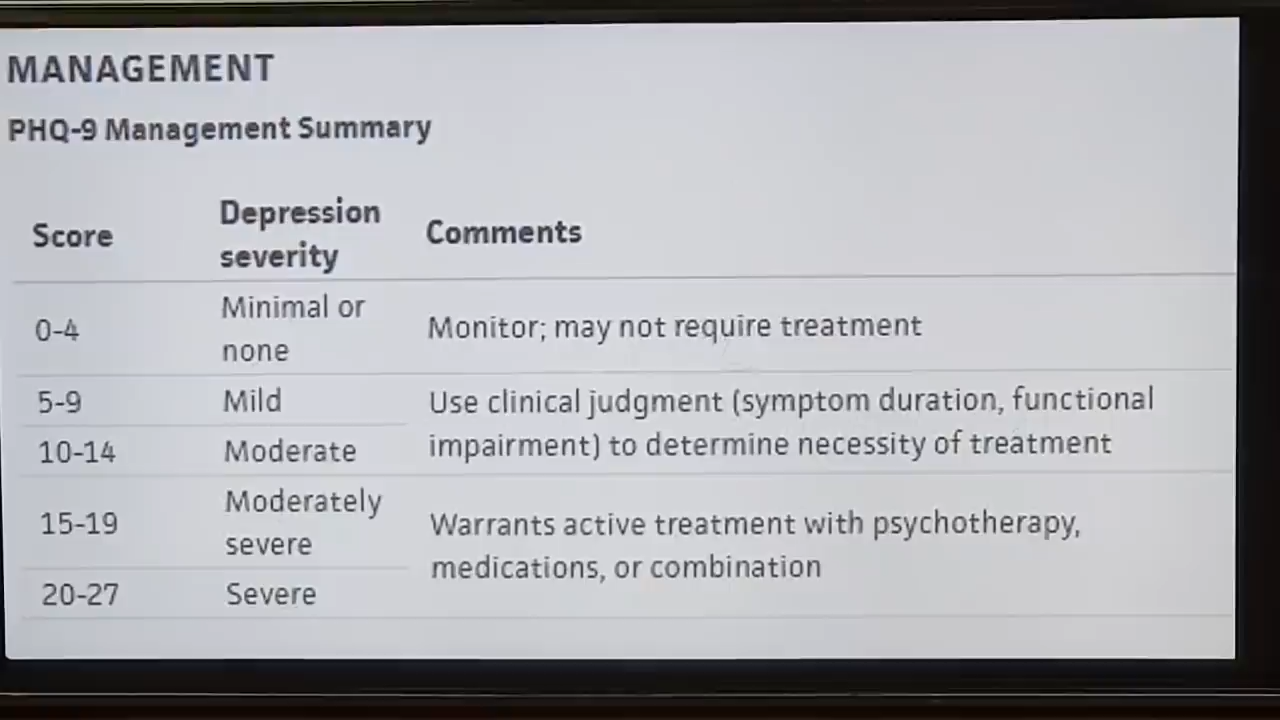 MANAGEMENT
PHQ-9 Management Summary
Score
Depression
severity
Comments
0-4
Minimal or
none
Monitor; may not require treatment
5-9
Mild
Use clinical judgment (symptom duration, functional
impairment) to determine necessity of treatment
10-14
Moderate
15-19
Moderately
severe
Warrants active treatment with psychotherapy,
medications, or combination
20-27
Severe